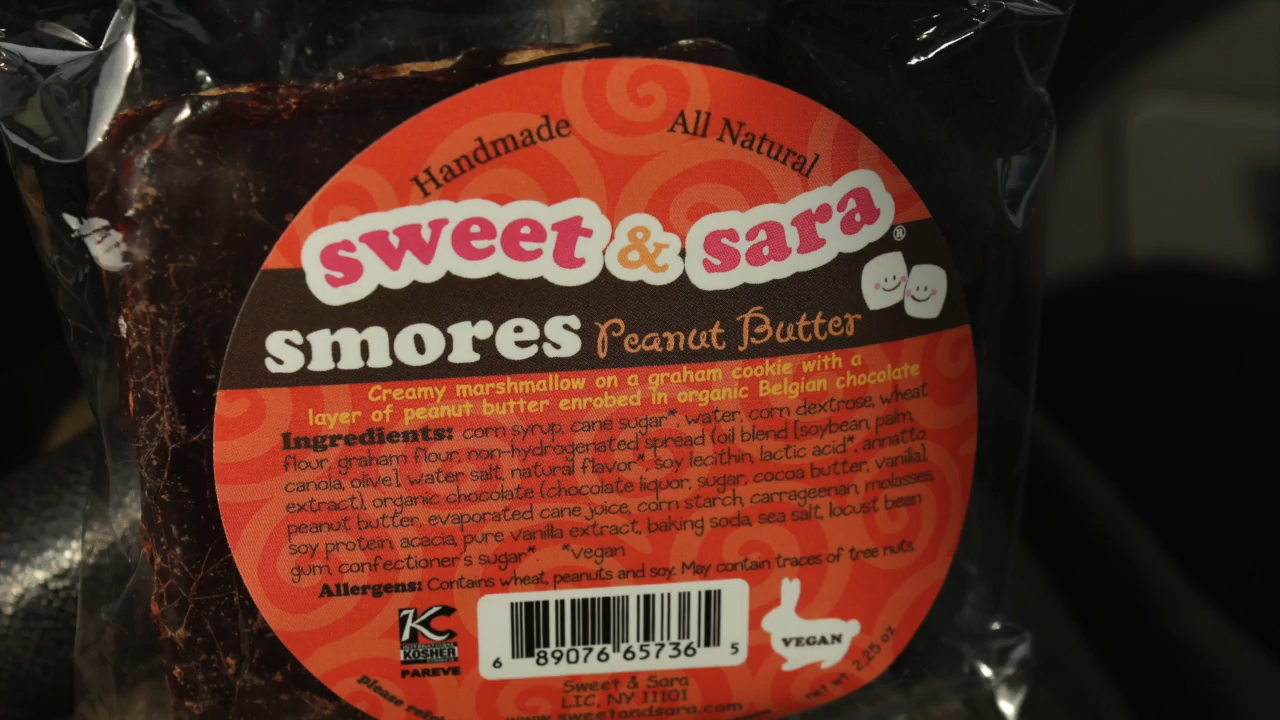 Handmade All Natural
sweet & sara®
smores Peanut Butter
Creamy marshmallow on a graham cookie with a
layer of peanut butter enrobed in organic Belgian chocolate
Ingredients: corn syrup, cane sugar*, water, corn dextrose, wheat
flour, graham flour, non-hydrogenated spread (oil blend [soybean, palm,
canola, olive], water, salt, natural flavor*, soy lecithin, lactic acid*, annatto
extract), organic chocolate (chocolate liquor, sugar, cocoa butter, vanilla),
peanut butter, evaporated cane juice, corn starch, carrageenan, molasses,
soy protein, acacia, pure vanilla extract, baking soda, sea salt, locust bean
gum, confectioner's sugar* *vegan
Allergens: Contains wheat, peanuts and soy. May contain traces of tree nuts.
K
INTERNATIONAL
KOSHER
PAREVE
6 89076 65736 5
VEGAN
net wt 2.25 oz
please
Sweet & Sara
LIC, NY 11101
www.sweetandsara.com